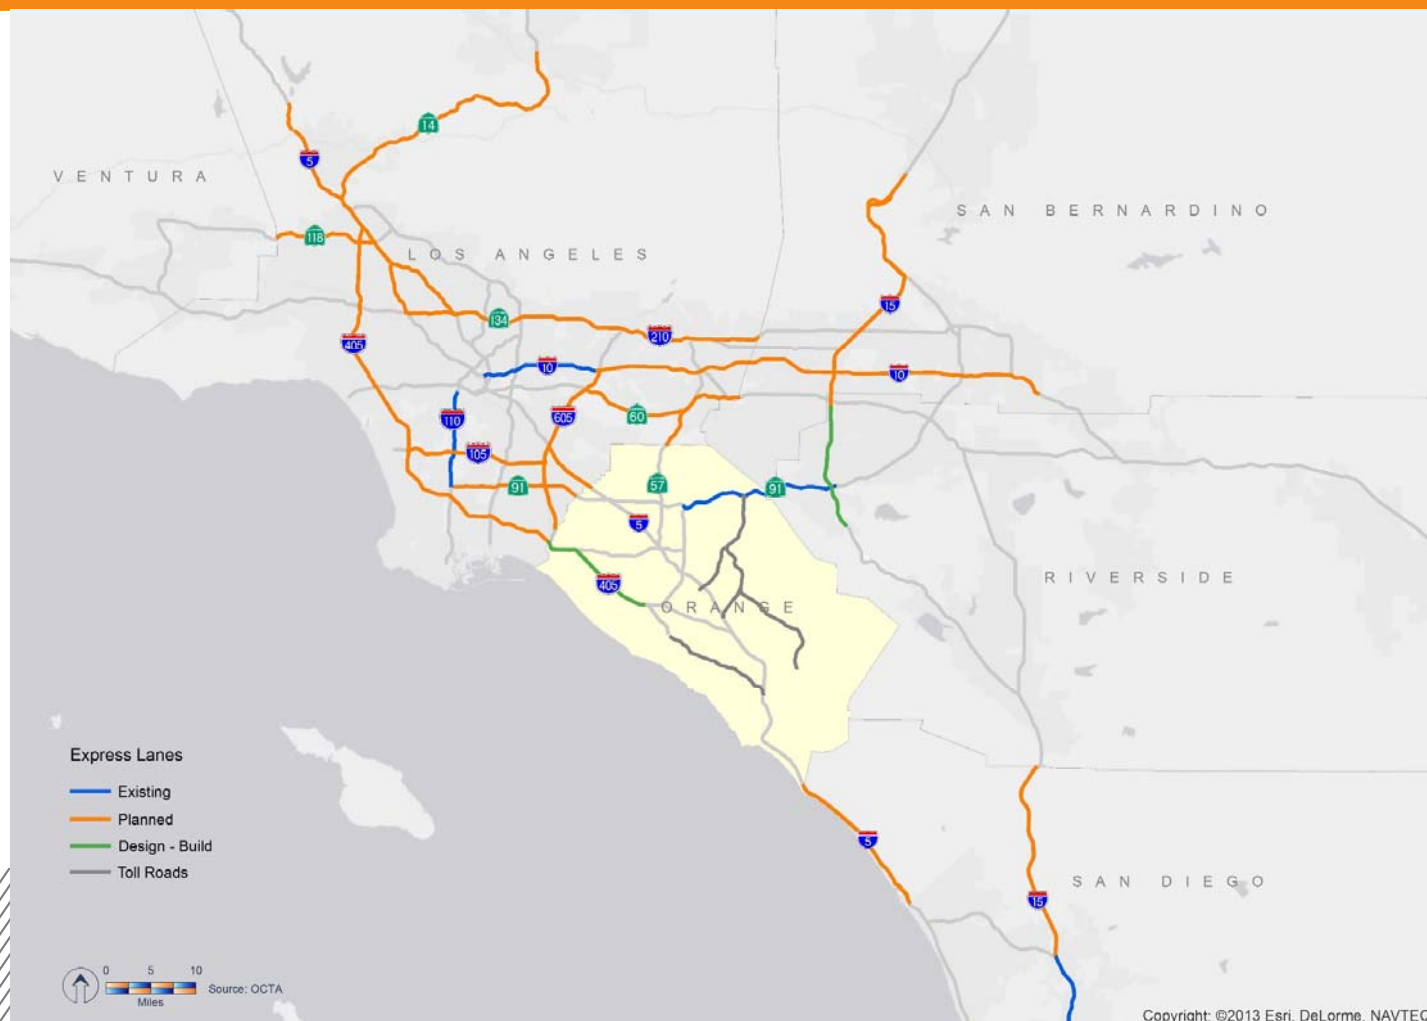 14
5
VENTURA
SAN BERNARDINO
118
LOS ANGELES
15
134
210
405
10
10
110
605
60
105
91
57
91
5
RIVERSIDE
405
ORANGE
Express Lanes
Existing
Planned
Design - Build
Toll Roads
5
SAN DIEGO
15
0 5 10
Miles
Source: OCTA
Copyright: ©2013 Esri, DeLorme, NAVTEQ